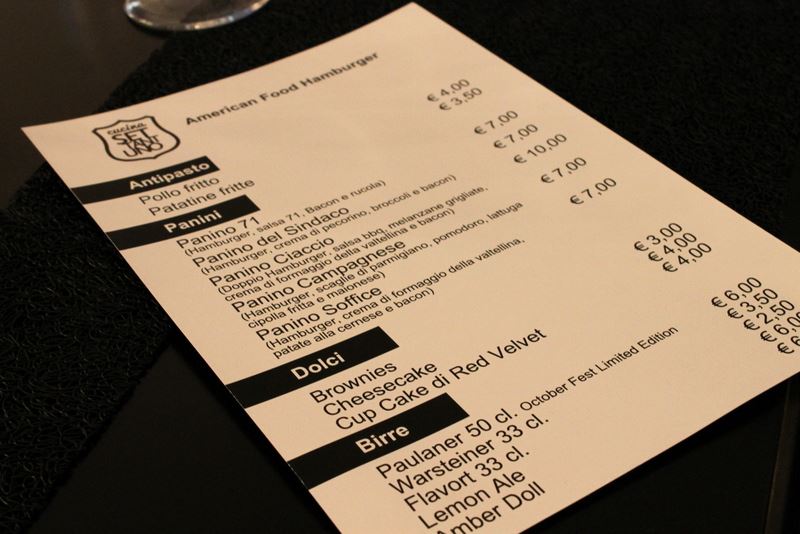 cucina
SET
TANT
UNO
American Food Hamburger
Antipasto
Pollo fritto € 4,00
Patatine fritte € 3,50
Panini
Panino 71 € 7,00
(Hamburger, salsa 71, Bacon e rucola)
Panino del Sindaco € 7,00
(Hamburger, crema di pecorino, broccoli e bacon)
Panino Ciaccio € 10,00
(Doppio Hamburger, salsa bbq, melanzane grigliate,
crema di formaggio della valtellina e bacon)
Panino Campagnese € 7,00
(Hamburger, scaglie di parmigiano, pomodoro, lattuga
cipolla fritta e maionese)
Panino Soffice € 7,00
(Hamburger, crema di formaggio della valtellina,
patate alla cernese e bacon)
Dolci
Brownies € 3,00
Cheesecake € 4,00
Cup Cake di Red Velvet € 4,00
Birre
Paulaner 50 cl. October Fest Limited Edition € 6,00
Warsteiner 33 cl. € 3,50
Flavort 33 cl. € 2,50
Lemon Ale € 6,00
Amber Doll €